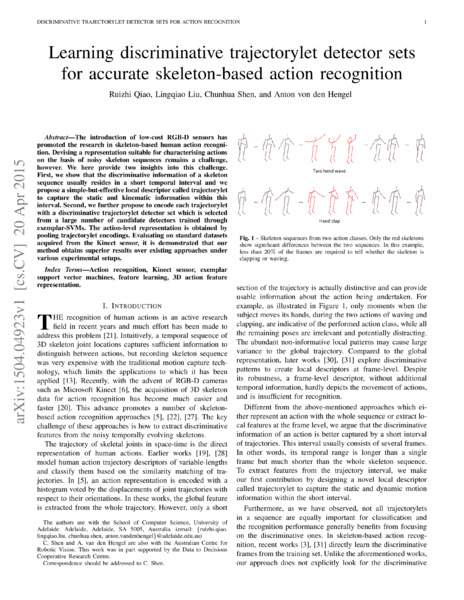 DISCRIMINATIVE TRAJECTORYLET DETECTOR SETS FOR ACTION RECOGNITION
1
Learning discriminative trajectorylet detector sets
for accurate skeleton-based action recognition
Ruizhi Qiao, Lingqiao Liu, Chunhua Shen, and Anton von den Hengel
arXiv:1504.04923v1 [cs.CV] 20 Apr 2015
Abstract—The introduction of low-cost RGB-D sensors has
promoted the research in skeleton-based human action recogni-
tion. Devising a representation suitable for characterising actions
on the basis of noisy skeleton sequences remains a challenge,
however. We here provide two insights into this challenge.
First, we show that the discriminative information of a skeleton
sequence usually resides in a short temporal interval and we
propose a simple-but-effective local descriptor called trajectorylet
to capture the static and kinematic information within this
interval. Second, we further propose to encode each trajectorylet
with a discriminative trajectorylet detector set which is selected
from a large number of candidate detectors trained through
exemplar-SVMs. The action-level representation is obtained by
pooling trajectorylet encodings. Evaluating on standard datasets
acquired from the Kinect sensor, it is demonstrated that our
method obtains superior results over existing approaches under
various experimental setups.
Index Terms—Action recognition, Kinect sensor, exemplar
support vector machines, feature learning, 3D action feature
representation.
I. INTRODUCTION
THE recognition of human actions is an active research
field in recent years and much effort has been made to
address this problem [21]. Intuitively, a temporal sequence of
3D skeleton joint locations captures sufficient information to
distinguish between actions, but recording skeleton sequence
was very expensive with the traditional motion capture tech-
nology, which limits the applications to which it has been
applied [13]. Recently, with the advent of RGB-D cameras
such as Microsoft Kinect [6], the acquisition of 3D skeleton
data for action recognition has become much easier and
faster [20]. This advance promotes a number of skeleton-
based action recognition approaches [5], [22], [27]. The key
challenge of these approaches is how to extract discriminative
features from the noisy temporally evolving skeletons.
The trajectory of skeletal joints in space-time is the direct
representation of human actions. Earlier works [19], [28]
model human action trajectory descriptors of variable-lengths
and classify them based on the similarity matching of tra-
jectories. In [5], an action representation is encoded with a
histogram voted by the displacements of joint trajectories with
respect to their orientations. In these works, the global feature
is extracted from the whole trajectory. However, only a short
The authors are with the School of Computer Science, University of
Adelaide, Adelaide, SA 5005, Australia. (email: {ruizhi.qiao,
lingqiao.liu, chunhua.shen, anton.vandenhengel}@adelaide.edu.au)
C. Shen and A. van den Hengel are also with the Australian Centre for
Robotic Vision. This work was in part supported by the Data to Decisions
Cooperative Research Centre.
Correspondence should be addressed to C. Shen.
Two hand wave
Hand clap
Fig. 1 – Skeleton sequences from two action classes. Only the red skeletons
show significant differences between the two sequences. In this example,
less than 20% of the frames are required to tell whether the skeleton is
clapping or waving.
section of the trajectory is actually distinctive and can provide
usable information about the action being undertaken. For
example, as illustrated in Figure 1, only moments when the
subject moves its hands, during the two actions of waving and
clapping, are indicative of the performed action class, while all
the remaining poses are irrelevant and potentially distracting.
The abundant non-informative local patterns may cause large
variance to the global trajectory. Compared to the global
representation, later works [30], [31] explore discriminative
patterns to create local descriptors at frame-level. Despite
its robustness, a frame-level descriptor, without additional
temporal information, hardly depicts the movement of actions,
and is insufficient for recognition.
Different from the above-mentioned approaches which ei-
ther represent an action with the whole sequence or extract lo-
cal features at the frame level, we argue that the discriminative
information of an action is better captured by a short interval
of trajectories. This interval usually consists of several frames.
In other words, its temporal range is longer than a single
frame but much shorter than the whole skeleton sequence.
To extract features from the trajectory interval, we make
our first contribution by designing a novel local descriptor
called trajectorylet to capture the static and dynamic motion
information within the short interval.
Furthermore, as we have observed, not all trajectorylets
in a sequence are equally important for classification and
the recognition performance generally benefits from focusing
on the discriminative ones. In skeleton-based action recog-
nition, recent works [3], [31] directly learn the discriminative
frames from the training set. Unlike the aforementioned works,
our approach does not explicitly look for the discriminative